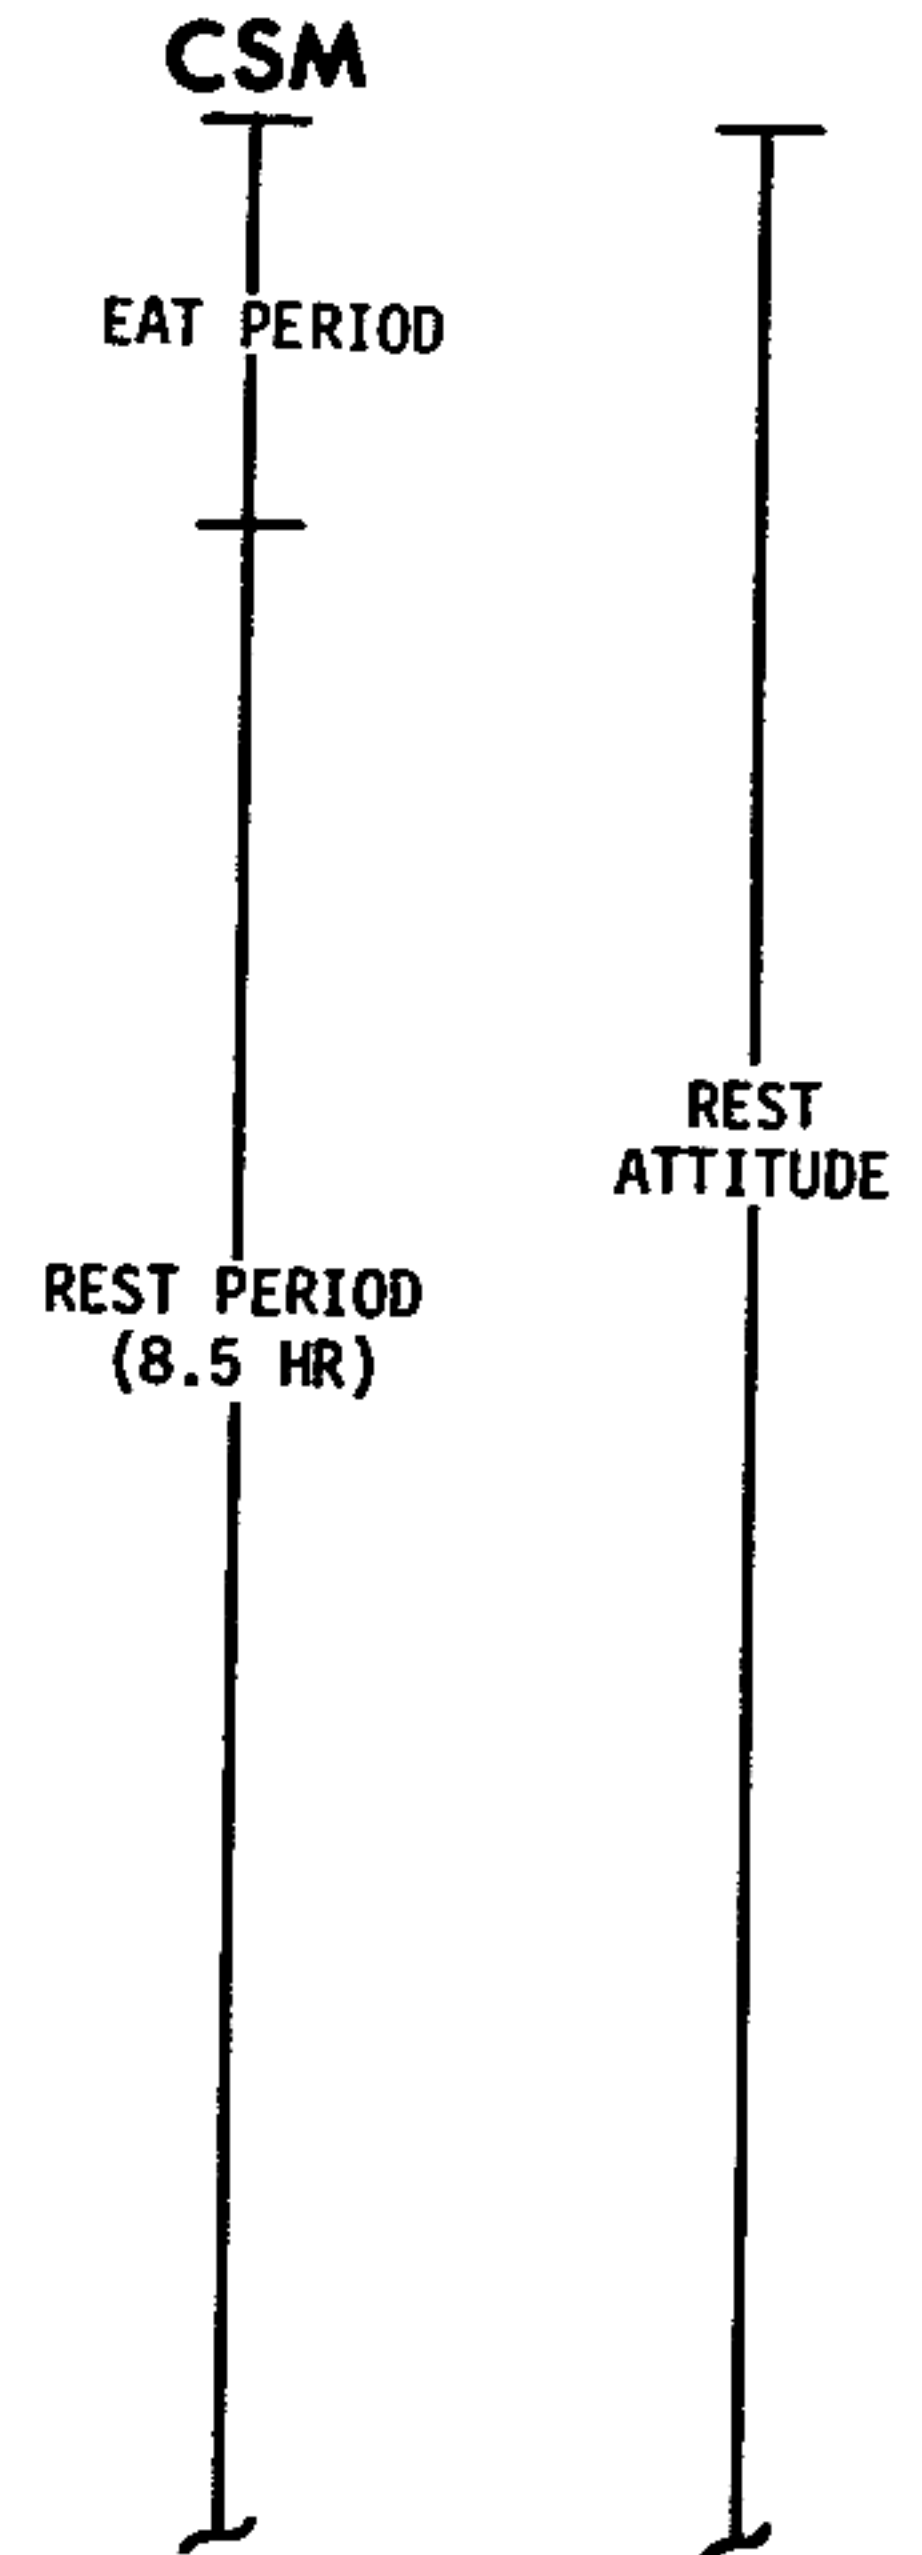 CSM
EAT PERIOD
REST
ATTITUDE
REST PERIOD
(8.5 HR)